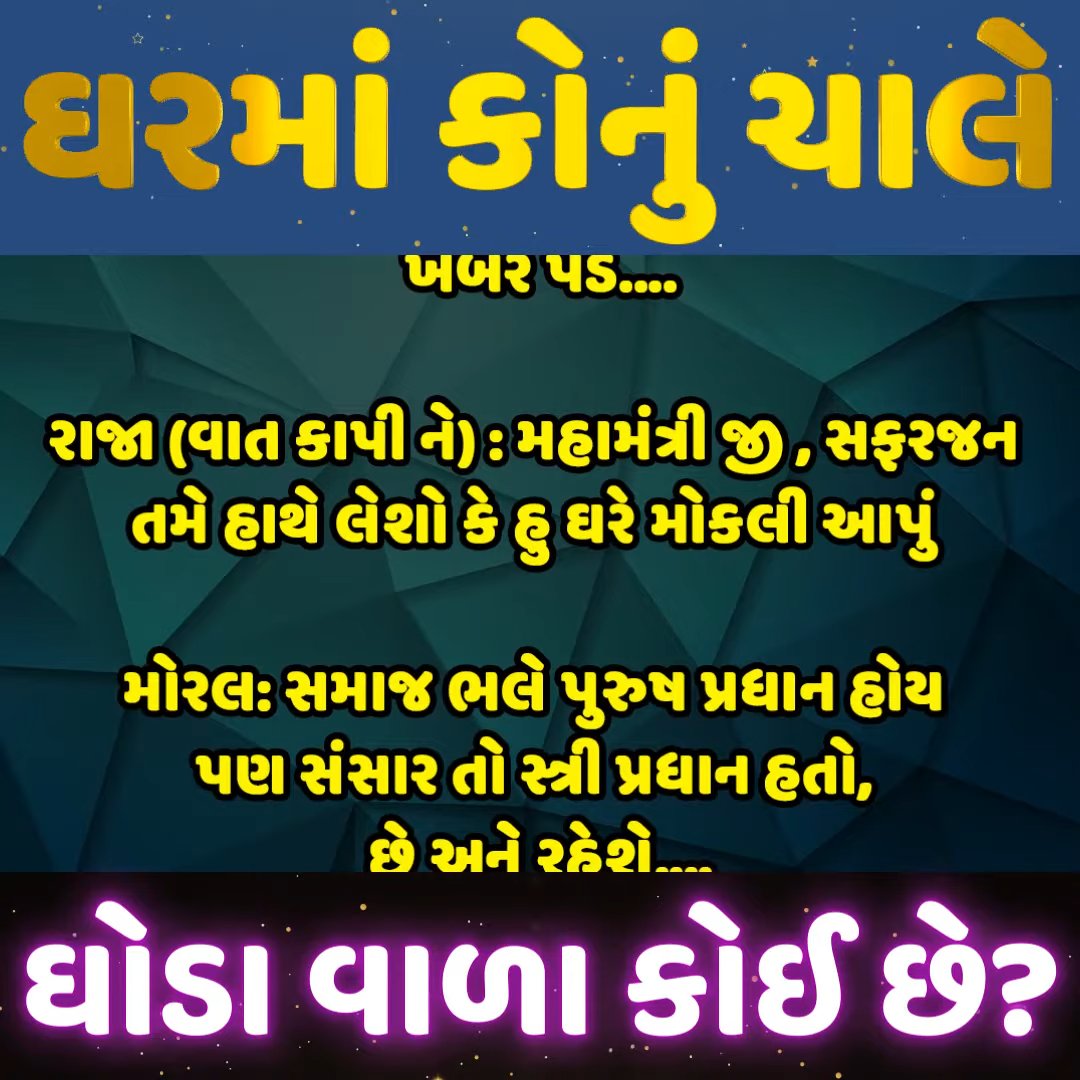 ઘરમાં કોનું ચાલે
ખબર પડે....
રાજા (વાત કાપી ને) : મહામંત્રી જી , સફરજન
તમે હાથે લેશો કે હુ ઘરે મોકલી આપું
મોરલ: સમાજ ભલે પુરુષ પ્રધાન હોય
પણ સંસાર તો સ્ત્રી પ્રધાન હતો,
છે અને રહેશે....
ઘોડા વાળા કોઈ છે?